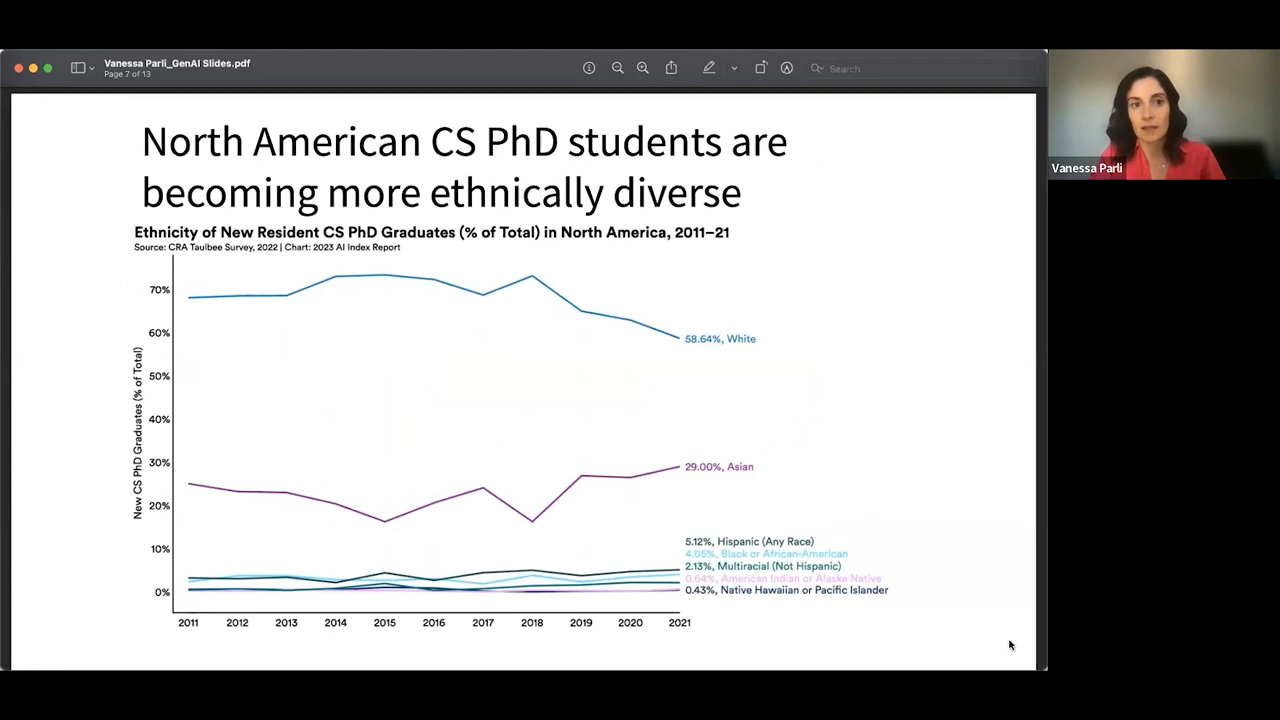 Vanessa Parli_GenAI Slides.pdf
Page 7 of 13
Search
North American CS PhD students are
becoming more ethnically diverse
Ethnicity of New Resident CS PhD Graduates (% of Total) in North America, 2011–21
Source: CRA Taulbee Survey, 2022 | Chart: 2023 AI Index Report
New CS PhD Graduates (% of Total)
70%
60%
50%
40%
30%
20%
10%
0%
58.64%, White
29.00%, Asian
5.12%, Hispanic (Any Race)
4.05%, Black or African-American
2.13%, Multiracial (Not Hispanic)
0.64%, American Indian or Alaska Native
0.43%, Native Hawaiian or Pacific Islander
2011 2012 2013 2014 2015 2016 2017 2018 2019 2020 2021
Vanessa Parli